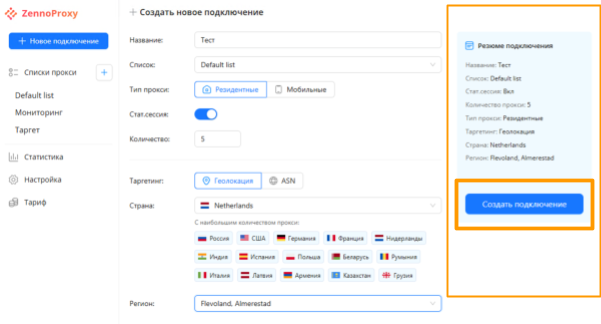 ZennoProxy
+ Новое подключение
Списки прокси +
Default list
Мониторинг
Таргет
Статистика
Настройка
Тариф
+ Создать новое подключение
Название: Тест
Список: Default list
Тип прокси: Резидентные Мобильные
Стат.сессия:
Количество: 5
Таргетинг: Геолокация ASN
Страна: Netherlands
С наибольшим количеством прокси:
Россия США Германия Франция Нидерланды
Индия Испания Польша Беларусь Румыния
Италия Латвия Армения Казахстан Грузия
Регион: Flevoland, Almerestad
Резюме подключения
Название: Тест
Список: Default list
Стат.сессия: Вкл
Количество прокси: 5
Тип прокси: Резидентные
Таргетинг: Геолокация
Страна: Netherlands
Регион: Flevoland, Almerestad
Создать подключение